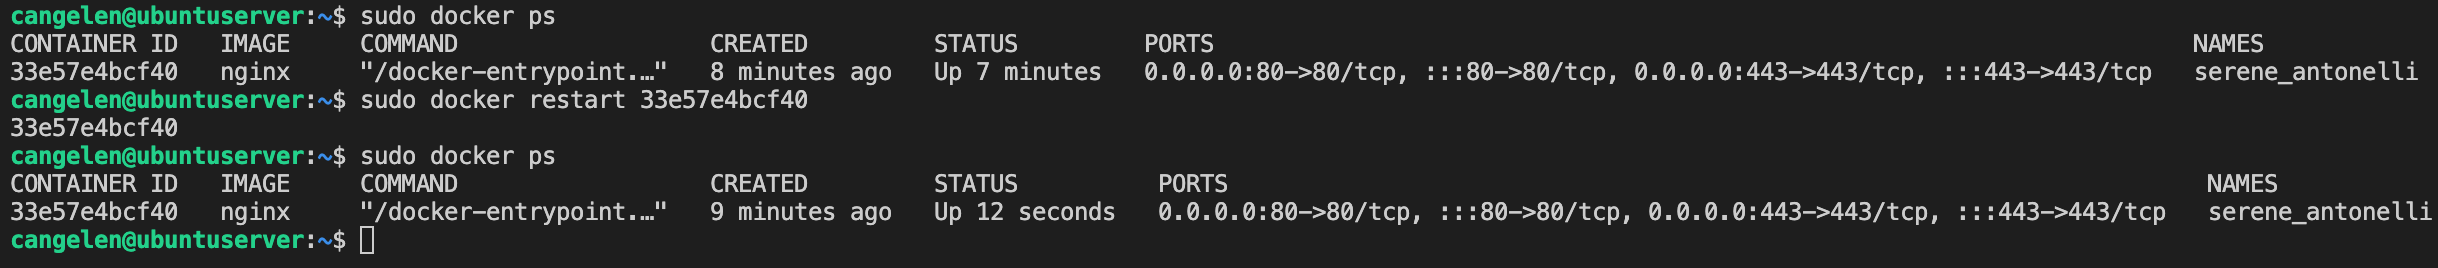 cangelen@ubuntuserver:~$ sudo docker ps
CONTAINER ID   IMAGE     COMMAND                  CREATED         STATUS         PORTS                                                                      NAMES
33e57e4bcf40   nginx     "/docker-entrypoint.…"   8 minutes ago   Up 7 minutes   0.0.0.0:80->80/tcp, :::80->80/tcp, 0.0.0.0:443->443/tcp, :::443->443/tcp   serene_antonelli
cangelen@ubuntuserver:~$ sudo docker restart 33e57e4bcf40
33e57e4bcf40
cangelen@ubuntuserver:~$ sudo docker ps
CONTAINER ID   IMAGE     COMMAND                  CREATED         STATUS          PORTS                                                                      NAMES
33e57e4bcf40   nginx     "/docker-entrypoint.…"   9 minutes ago   Up 12 seconds   0.0.0.0:80->80/tcp, :::80->80/tcp, 0.0.0.0:443->443/tcp, :::443->443/tcp   serene_antonelli
cangelen@ubuntuserver:~$